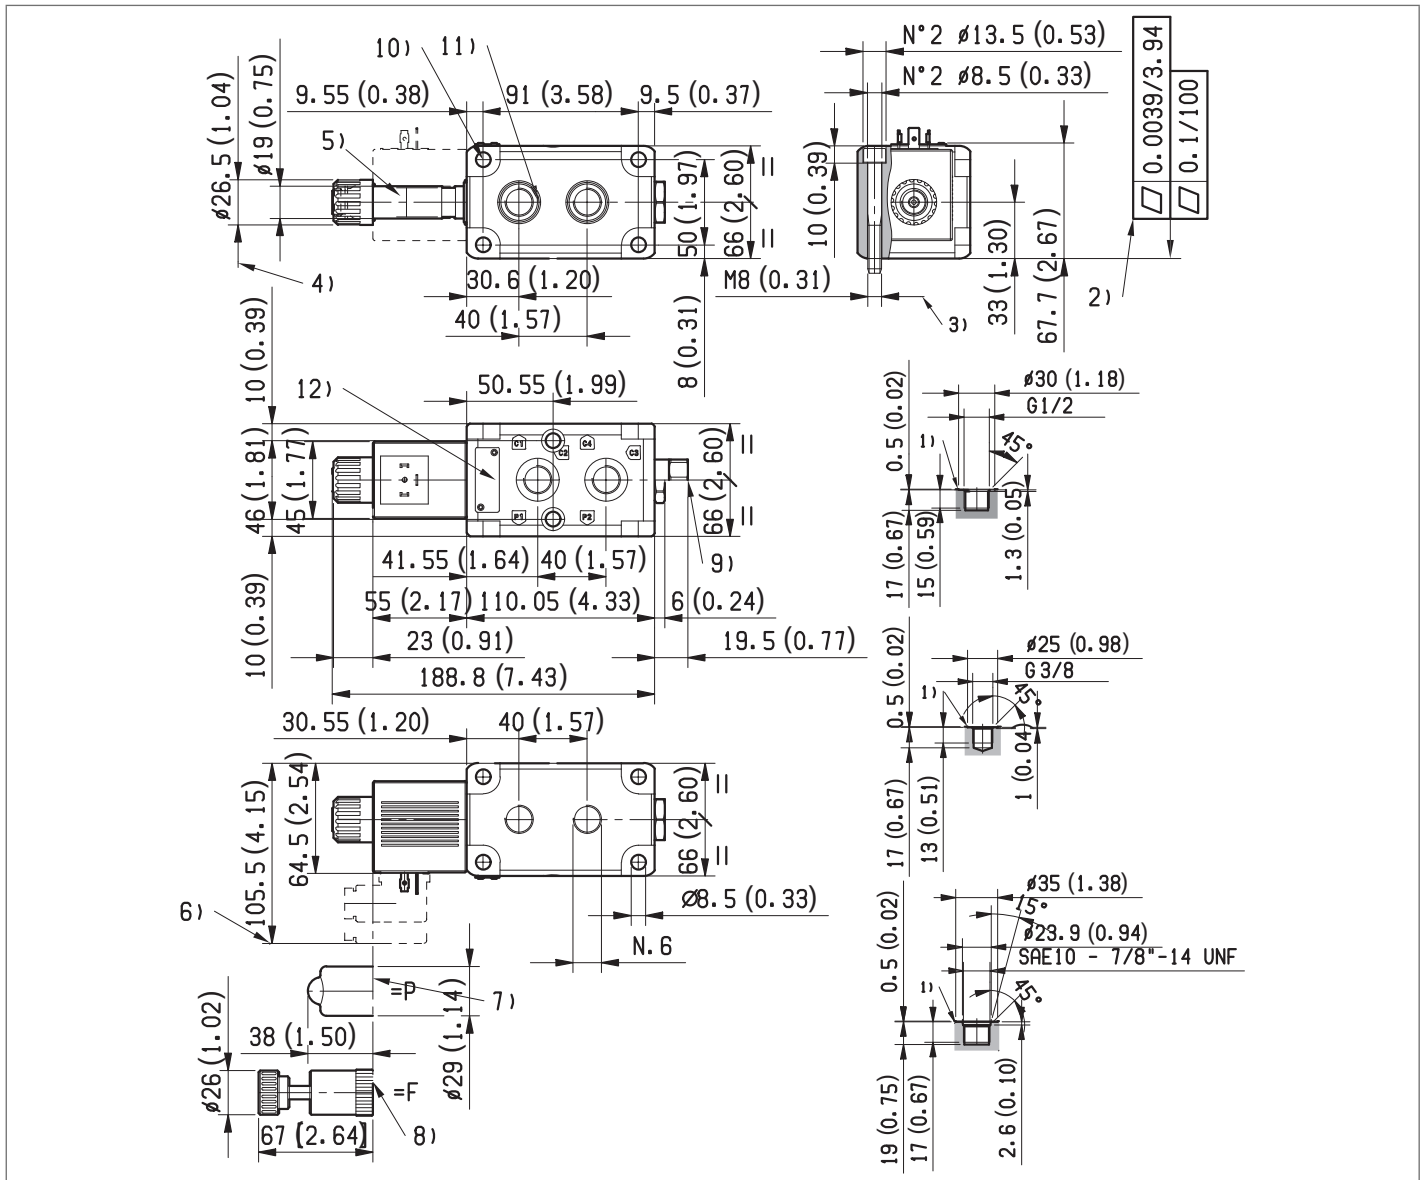 10)
11)
N°2 ø13.5 (0.53)
N°2 ø8.5 (0.33)
9.55 (0.38)
91 (3.58)
9.5 (0.37)
ø26.5 (1.04)
ø19 (0.75)
5)
10 (0.39)
50 (1.97)
66 (2.60)
=
=
0.0039/3.94
0.1/100
30.6 (1.20)
M8 (0.31)
40 (1.57)
8 (0.31)
33 (1.30)
67.7 (2.67)
2)
3)
4)
10 (0.39)
12)
50.55 (1.99)
46 (1.81)
45 (1.77)
C1
C2
C4
C3
P1
P2
66 (2.60)
=
=
41.55 (1.64)
40 (1.57)
9)
10 (0.39)
55 (2.17)
110.05 (4.33)
6 (0.24)
23 (0.91)
19.5 (0.77)
188.8 (7.43)
ø30 (1.18)
G1/2
0.5 (0.02)
1)
45°
17 (0.67)
15 (0.59)
1.3 (0.05)
ø25 (0.98)
G3/8
0.5 (0.02)
1)
45°
17 (0.67)
13 (0.51)
1 (0.04)
30.55 (1.20)
40 (1.57)
105.5 (4.15)
64.5 (2.54)
66 (2.60)
=
=
Ø8.5 (0.33)
N.6
6)
=P
7)
38 (1.50)
ø29 (1.14)
ø26 (1.02)
=F
67 [2.64]
8)
ø35 (1.38)
15°
ø23.9 (0.94)
SAE10 - 7/8"-14 UNF
0.5 (0.02)
1)
45°
19 (0.75)
17 (0.67)
2.6 (0.10)